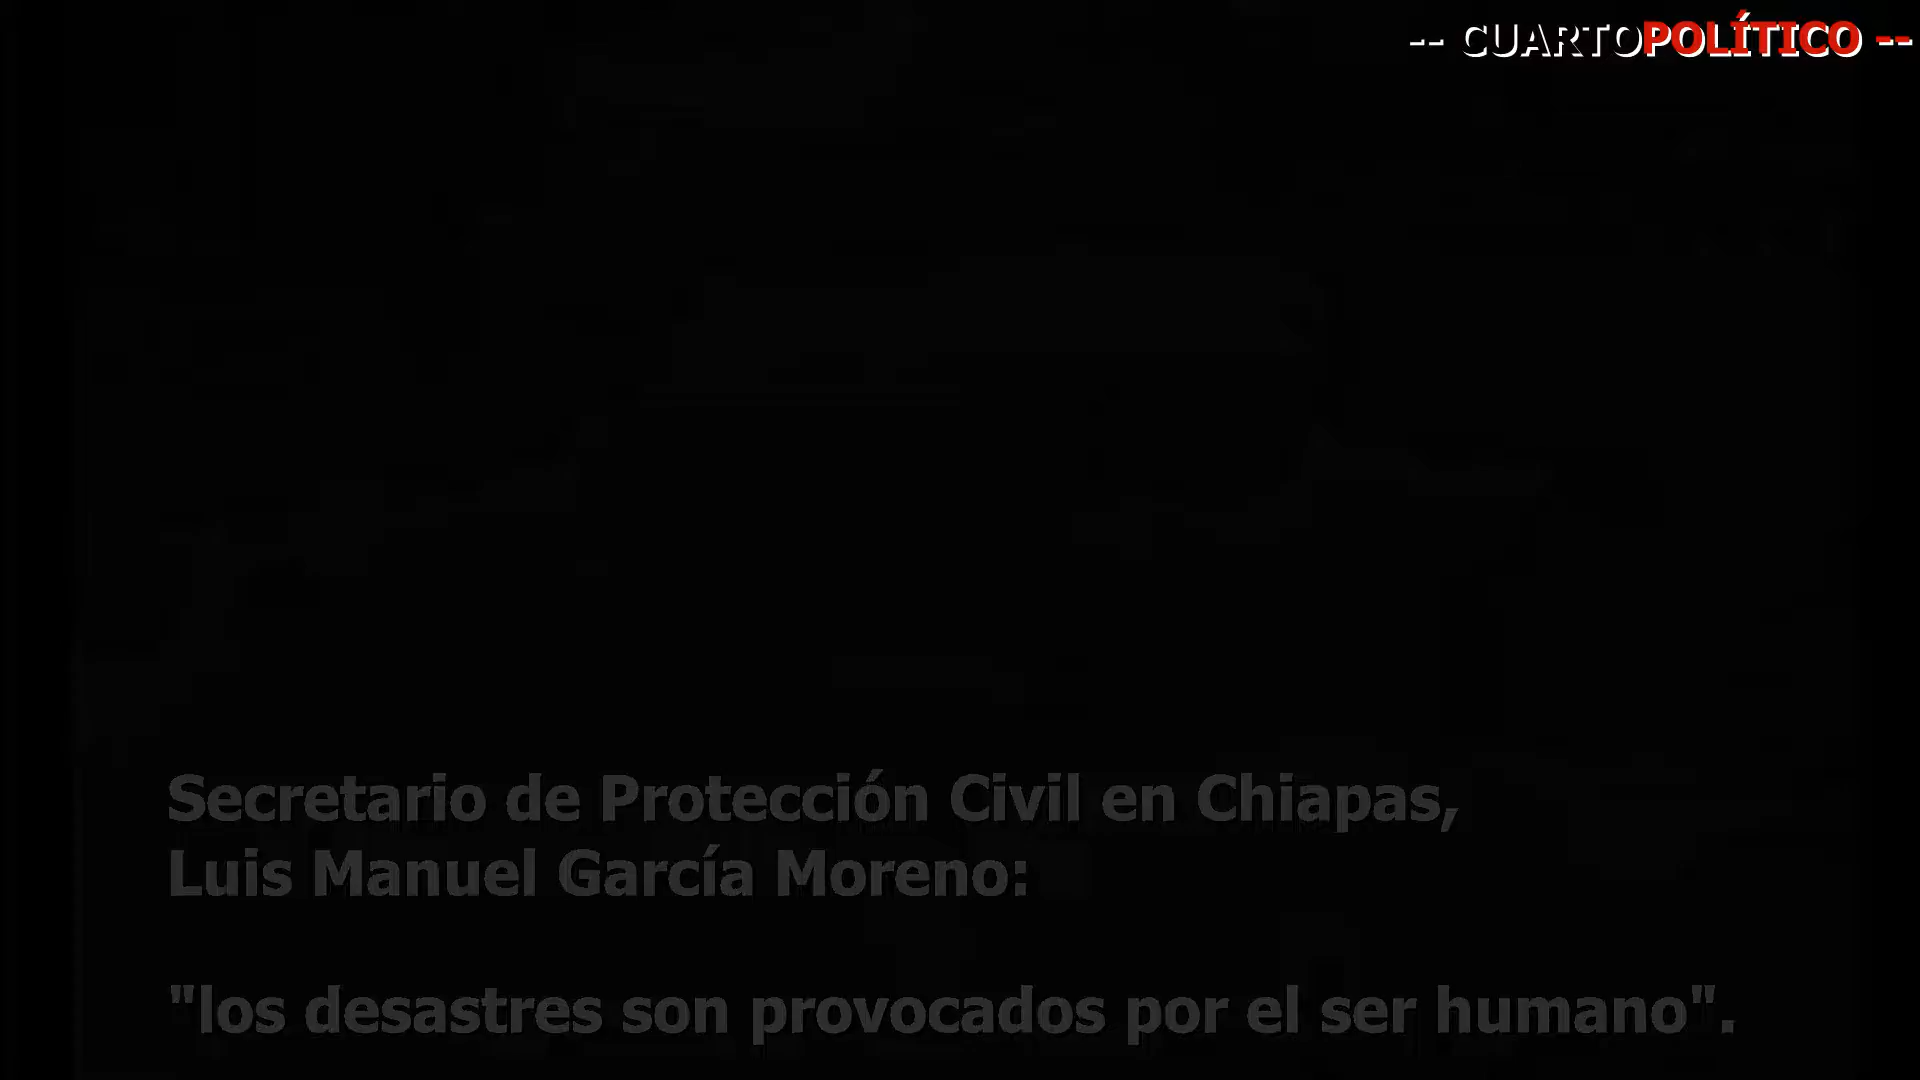 -- CUARTOPOLÍTICO --
Secretario de Protección Civil en Chiapas,
Luis Manuel García Moreno:
"los desastres son provocados por el ser humano".